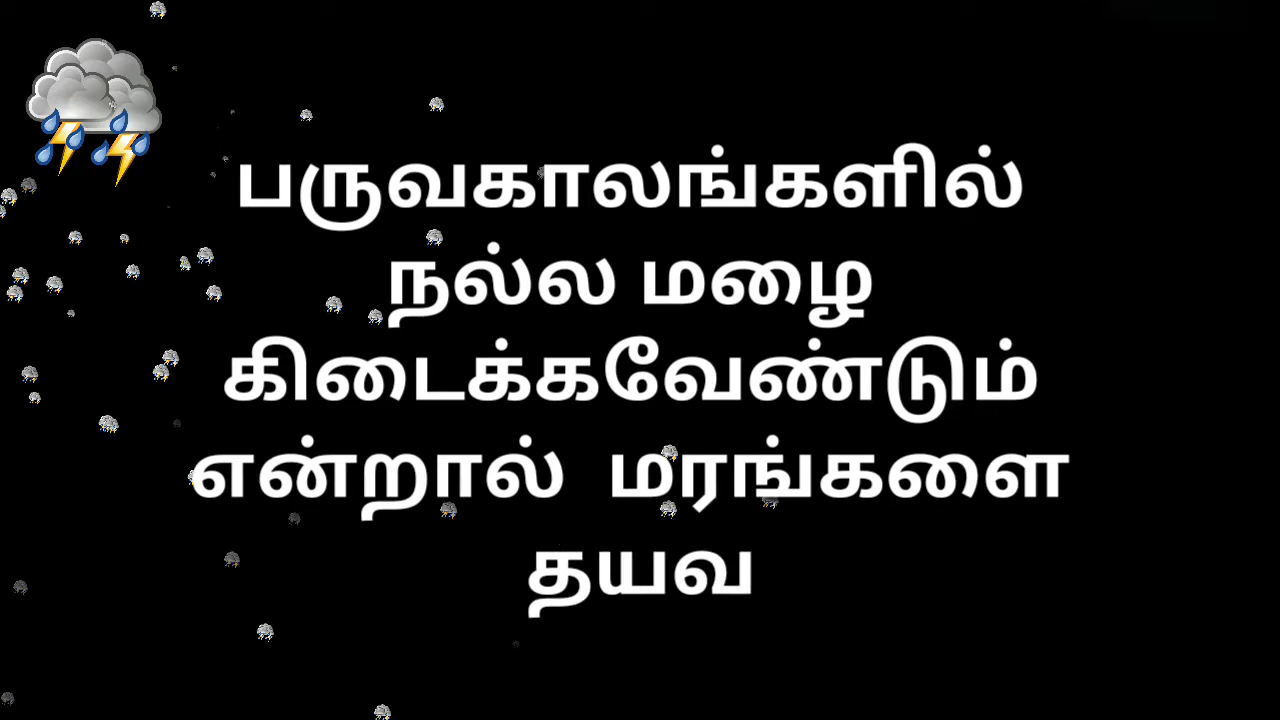 பருவகாலங்களில்
நல்ல மழை
கிடைக்கவேண்டும்
என்றால் மரங்களை
தயவ